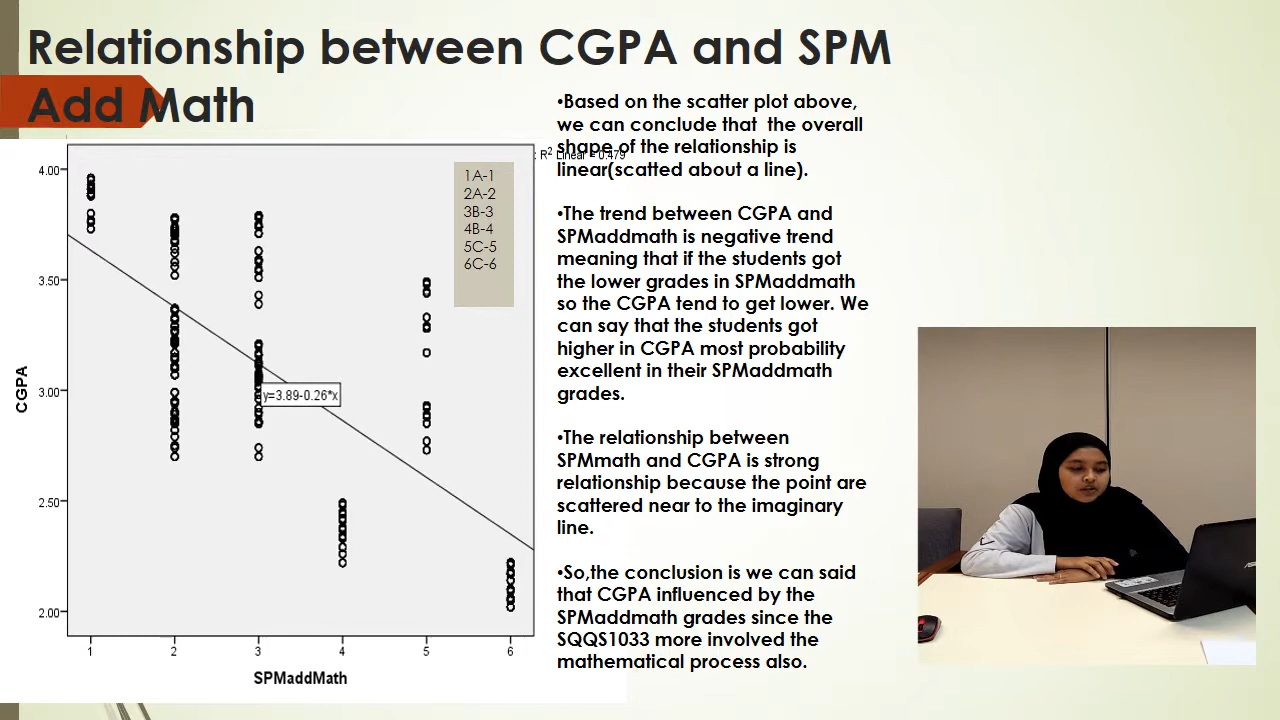 Relationship between CGPA and SPM
Add Math
•Based on the scatter plot above,
we can conclude that the overall
shape of the relationship is
linear(scatted about a line).
•The trend between CGPA and
SPMaddmath is negative trend
meaning that if the students got
the lower grades in SPMaddmath
so the CGPA tend to get lower. We
can say that the students got
higher in CGPA most probability
excellent in their SPMaddmath
grades.
•The relationship between
SPMmath and CGPA is strong
relationship because the point are
scattered near to the imaginary
line.
•So,the conclusion is we can said
that CGPA influenced by the
SPMaddmath grades since the
SQQS1033 more involved the
mathematical process also.
: R² Linear = 0.479
1A-1
2A-2
3B-3
4B-4
5C-5
6C-6
4.00
3.50
3.00
2.50
2.00
CGPA
y=3.89-0.26*x
1 2 3 4 5 6
SPMaddMath